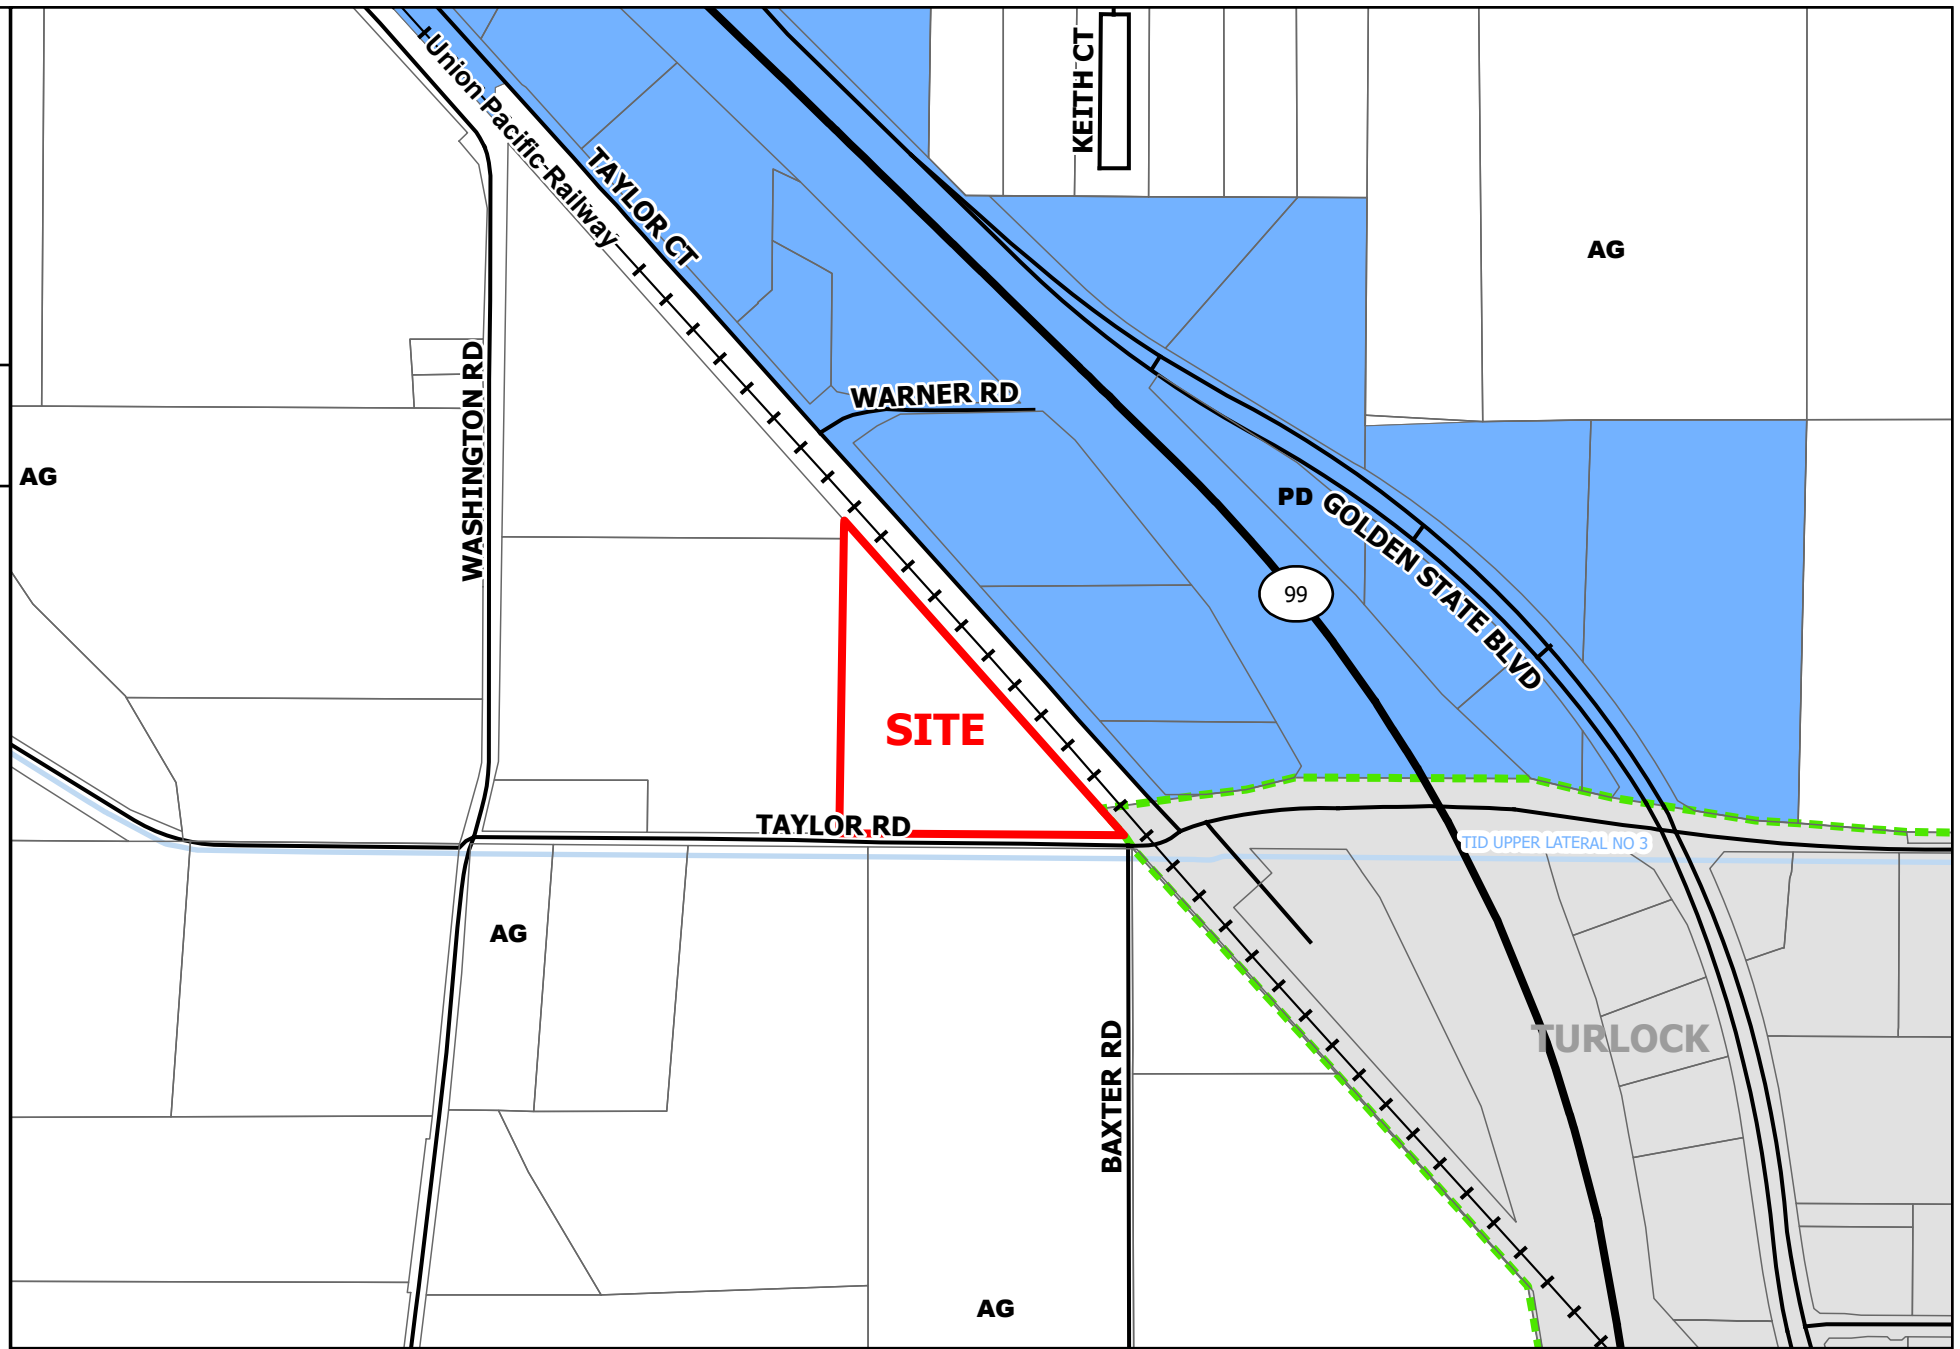 KEITH CT
Union Pacific Railway
TAYLOR CT
AG
WASHINGTON RD
WARNER RD
AG
PD
GOLDEN STATE BLVD
99
SITE
TAYLOR RD
TID UPPER LATERAL NO 3
AG
TURLOCK
BAXTER RD
AG